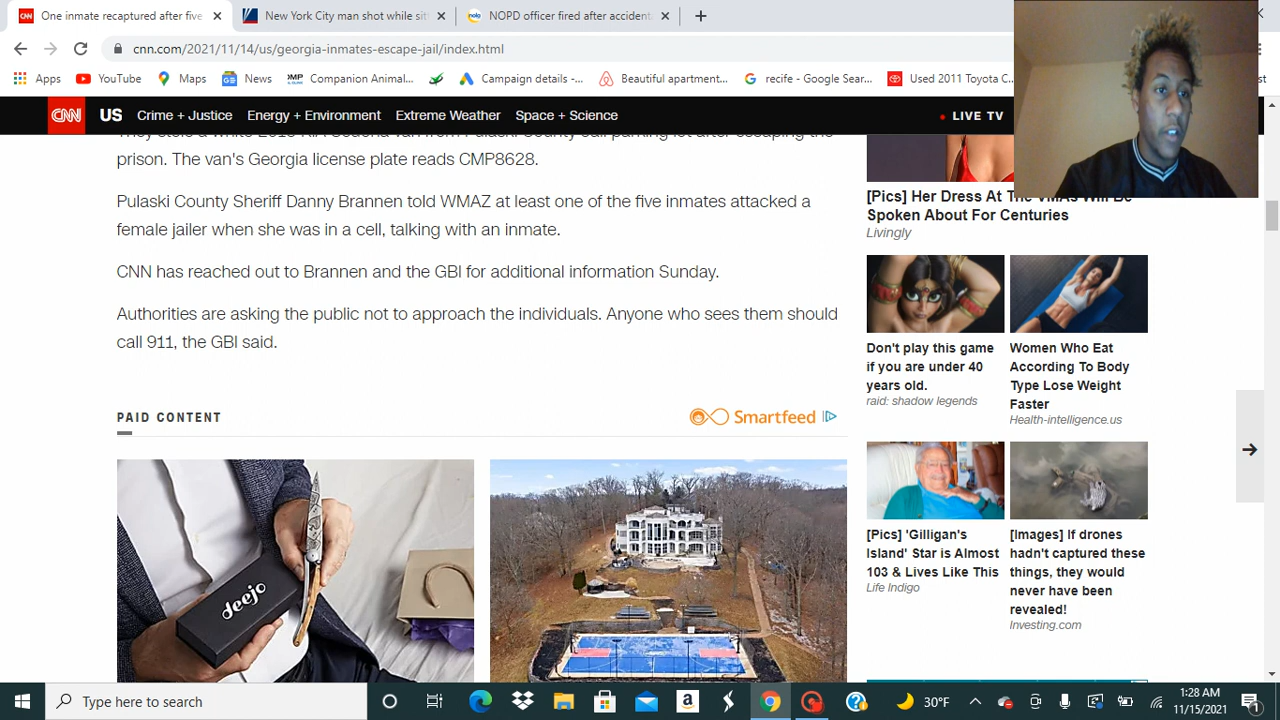 One inmate recaptured after five
New York City man shot while sitt
NOPD officer fired after accident
cnn.com/2021/11/14/us/georgia-inmates-escape-jail/index.html
Apps YouTube Maps News Companion Animal... Campaign details -... Beautiful apartment... recife - Google Sear... Used 2011 Toyota C...
CNN US Crime + Justice Energy + Environment Extreme Weather Space + Science LIVE TV
prison. The van's Georgia license plate reads CMP8628.
Pulaski County Sheriff Danny Brannen told WMAZ at least one of the five inmates attacked a
female jailer when she was in a cell, talking with an inmate.
CNN has reached out to Brannen and the GBI for additional information Sunday.
Authorities are asking the public not to approach the individuals. Anyone who sees them should
call 911, the GBI said.
PAID CONTENT
Smartfeed
deejo
[Pics] Her Dress At The VMAs Will Be
Spoken About For Centuries
Livingly
Don't play this game
if you are under 40
years old.
raid: shadow legends
Women Who Eat
According To Body
Type Lose Weight
Faster
Health-intelligence.us
[Pics] 'Gilligan's
Island' Star is Almost
103 & Lives Like This
Life Indigo
[Images] If drones
hadn't captured these
things, they would
never have been
revealed!
Investing.com
Type here to search
30°F
1:28 AM
11/15/2021